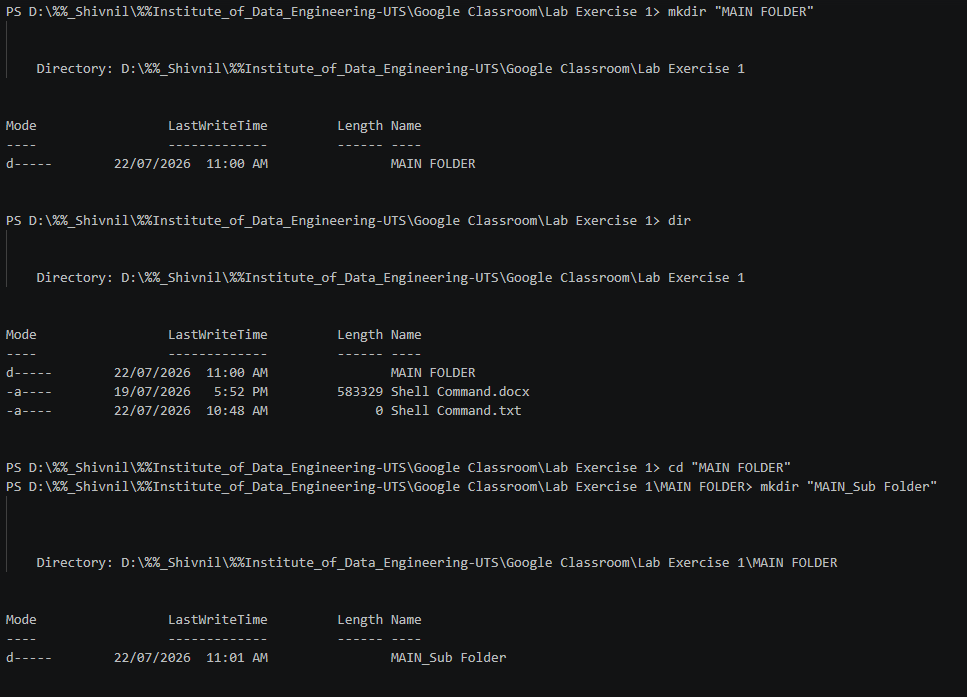 PS D:\%%_Shivnil\%%Institute_of_Data_Engineering-UTS\Google Classroom\Lab Exercise 1> mkdir "MAIN FOLDER"
Directory: D:\%%_Shivnil\%%Institute_of_Data_Engineering-UTS\Google Classroom\Lab Exercise 1
Mode                 LastWriteTime         Length Name
----                 -------------         ------ ----
d-----        22/07/2026  11:00 AM                MAIN FOLDER
PS D:\%%_Shivnil\%%Institute_of_Data_Engineering-UTS\Google Classroom\Lab Exercise 1> dir
Directory: D:\%%_Shivnil\%%Institute_of_Data_Engineering-UTS\Google Classroom\Lab Exercise 1
Mode                 LastWriteTime         Length Name
----                 -------------         ------ ----
d-----        22/07/2026  11:00 AM                MAIN FOLDER
-a----        19/07/2026   5:52 PM         583329 Shell Command.docx
-a----        22/07/2026  10:48 AM              0 Shell Command.txt
PS D:\%%_Shivnil\%%Institute_of_Data_Engineering-UTS\Google Classroom\Lab Exercise 1> cd "MAIN FOLDER"
PS D:\%%_Shivnil\%%Institute_of_Data_Engineering-UTS\Google Classroom\Lab Exercise 1\MAIN FOLDER> mkdir "MAIN_Sub Folder"
Directory: D:\%%_Shivnil\%%Institute_of_Data_Engineering-UTS\Google Classroom\Lab Exercise 1\MAIN FOLDER
Mode                 LastWriteTime         Length Name
----                 -------------         ------ ----
d-----        22/07/2026  11:01 AM                MAIN_Sub Folder